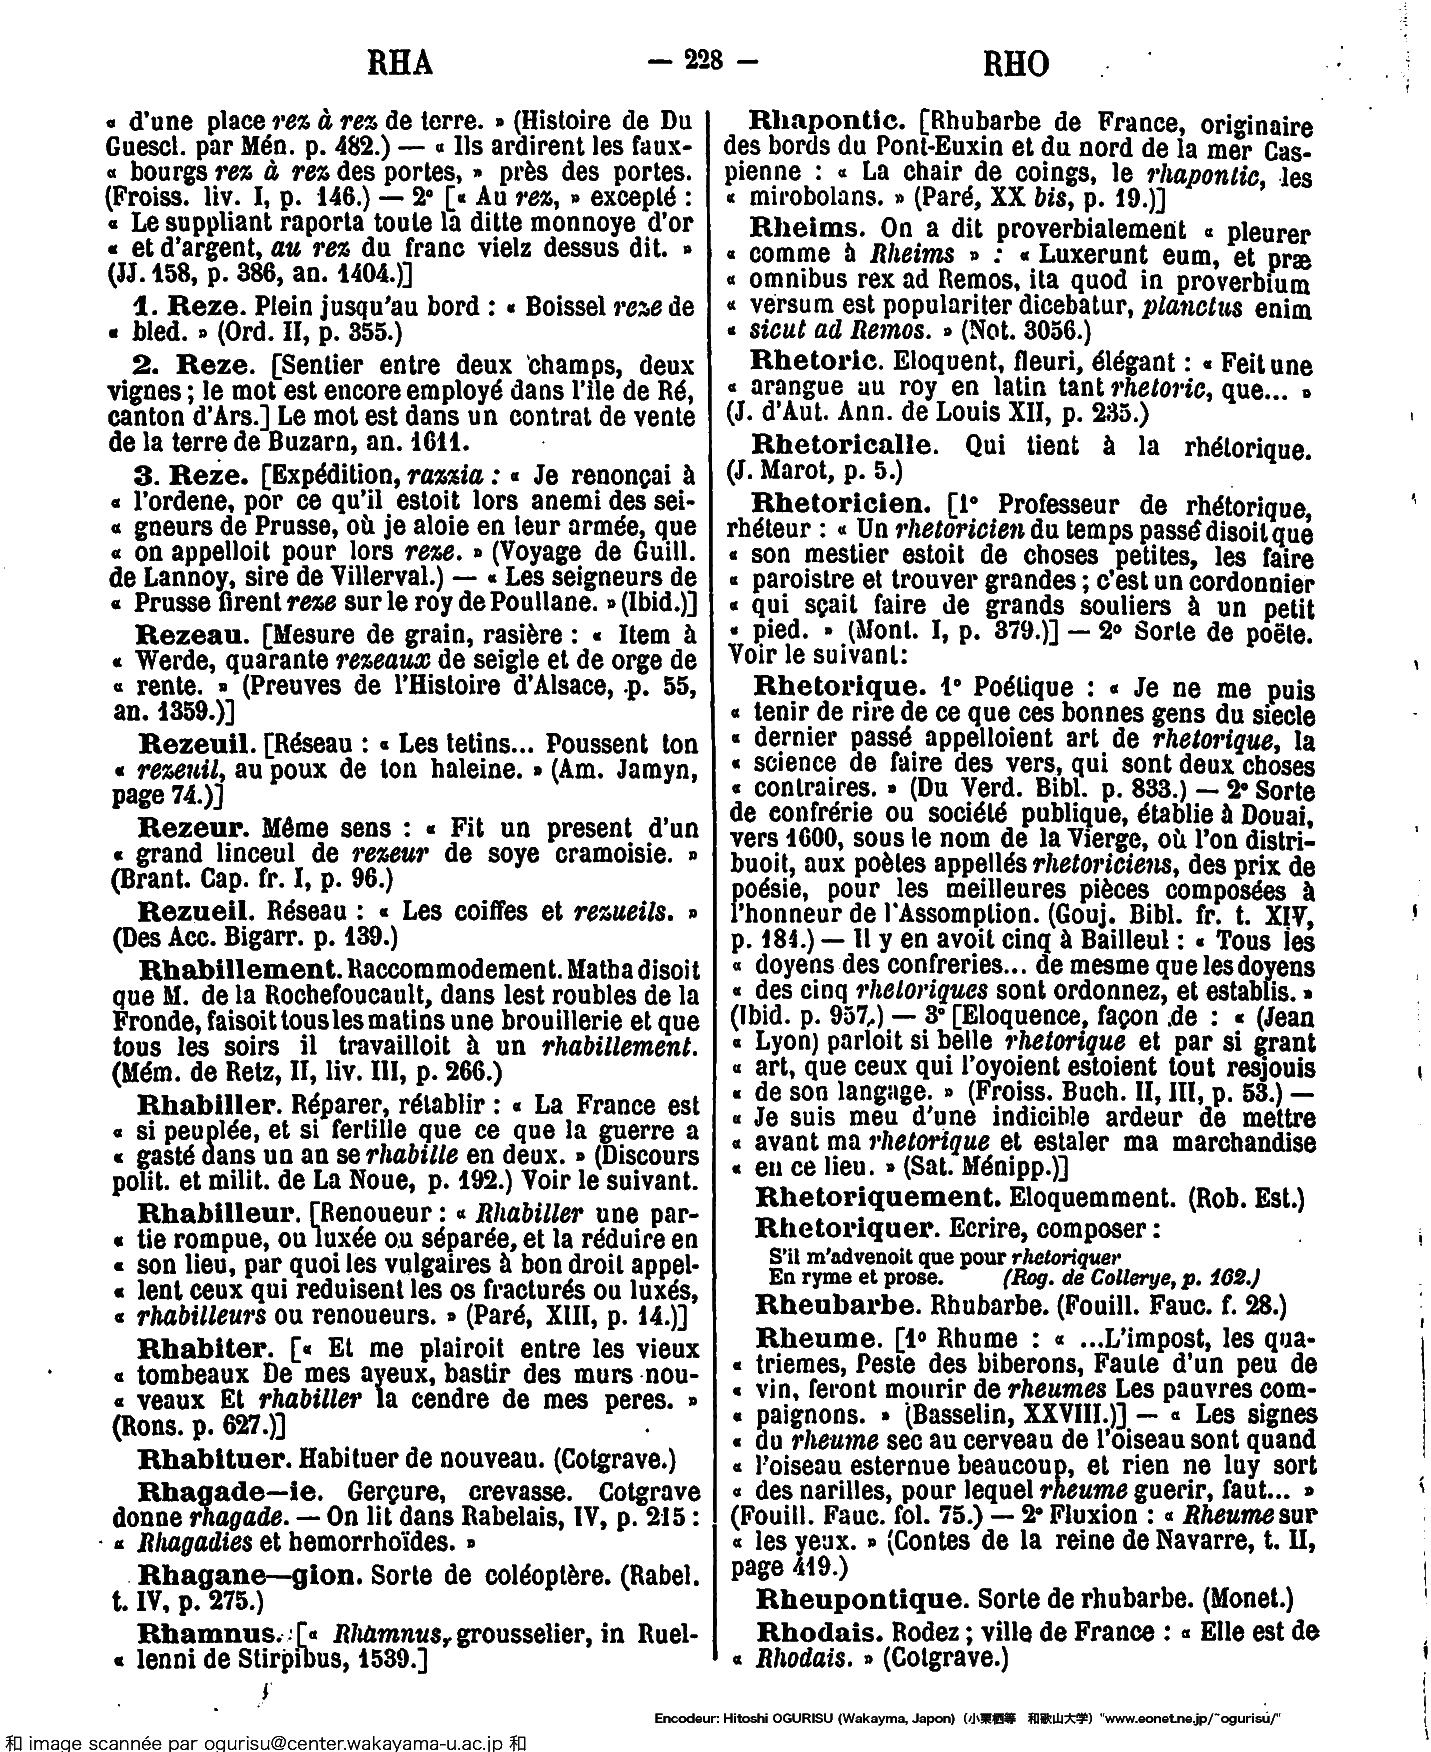 RHA — 228 — RHO
« d'une place rez à rez de terre. » (Histoire de Du
Guescl. par Mén. p. 482.) — « Ils ardirent les faux-
« bourgs rez à rez des portes, » près des portes.
(Froiss. liv. I, p. 146.) — 2° [« Au rez, » excepté :
« Le suppliant raporta toute la ditte monnoye d'or
« et d'argent, au rez du franc vielz dessus dit. »
(JJ. 158, p. 386, an. 1404.)]
1. Reze. Plein jusqu'au bord : « Boissel reze de
« bled. » (Ord. II, p. 355.)
2. Reze. [Sentier entre deux champs, deux
vignes ; le mot est encore employé dans l'île de Ré,
canton d'Ars.] Le mot est dans un contrat de vente
de la terre de Buzarn, an. 1611.
3. Reze. [Expédition, razzia : « Je renonçai à
« l'ordene, por ce qu'il estoit lors anemi des sei-
« gneurs de Prusse, où je aloie en leur armée, que
« on appelloit pour lors reze. » (Voyage de Guill.
de Lannoy, sire de Villerval.) — « Les seigneurs de
« Prusse firent reze sur le roy de Poullane. » (Ibid.)]
Rezeau. [Mesure de grain, rasière : « Item à
« Werde, quarante rezeaux de seigle et de orge de
« rente. » (Preuves de l'Histoire d'Alsace, p. 55,
an. 1359.)]
Rezeuil. [Réseau : « Les tetins... Poussent ton
« rezeuil, au poux de ton haleine. » (Am. Jamyn,
page 74.)]
Rezeur. Même sens : « Fit un present d'un
« grand linceul de rezeur de soye cramoisie. »
(Brant. Cap. fr. I, p. 96.)
Rezueil. Réseau : « Les coiffes et rezueils. »
(Des Acc. Bigarr. p. 139.)
Rhabillement. Raccommodement. Matha disoit
que M. de la Rochefoucault, dans lest roubles de la
Fronde, faisoit tous les matins une brouillerie et que
tous les soirs il travailloit à un rhabillement.
(Mém. de Retz, II, liv. III, p. 266.)
Rhabiller. Réparer, rétablir : « La France est
« si peuplée, et si fertille que ce que la guerre a
« gasté dans un an se rhabille en deux. » (Discours
polit. et milit. de La Noue, p. 192.) Voir le suivant.
Rhabilleur. [Renoueur : « Rhabiller une par-
« tie rompue, ou luxée ou séparée, et la réduire en
« son lieu, par quoi les vulgaires à bon droit appel-
« lent ceux qui reduisent les os fracturés ou luxés,
« rhabilleurs ou renoueurs. » (Paré, XIII, p. 14.)]
Rhabiter. [« Et me plairoit entre les vieux
« tombeaux De mes ayeux, bastir des murs nou-
« veaux Et rhabiller la cendre de mes peres. »
(Rons. p. 627.)]
Rhabituer. Habituer de nouveau. (Cotgrave.)
Rhagade—ie. Gerçure, crevasse. Cotgrave
donne rhagade. — On lit dans Rabelais, IV, p. 215 :
« Rhagadies et hemorrhoïdes. »
Rhagane—gion. Sorte de coléoptère. (Rabel.
t. IV, p. 275.)
Rhamnus. [« Rhamnus, grousselier, in Ruel-
« lenni de Stirpibus, 1539.]
Rhapontic. [Rhubarbe de France, originaire
des bords du Pont-Euxin et du nord de la mer Cas-
pienne : « La chair de coings, le rhapontic, les
« mirobolans. » (Paré, XX bis, p. 19.)]
Rheims. On a dit proverbialement « pleurer
« comme à Rheims » : « Luxerunt eum, et præ
« omnibus rex ad Remos, ita quod in proverbium
« versum est populariter dicebatur, planctus enim
« sicut ad Remos. » (Not. 3056.)
Rhetoric. Eloquent, fleuri, élégant : « Feit une
« arangue au roy en latin tant rhetoric, que... »
(J. d'Aut. Ann. de Louis XII, p. 235.)
Rhetoricalle. Qui tient à la rhétorique.
(J. Marot, p. 5.)
Rhetoricien. [1° Professeur de rhétorique,
rhéteur : « Un rhetoricien du temps passé disoit que
« son mestier estoit de choses petites, les faire
« paroistre et trouver grandes ; c'est un cordonnier
« qui sçait faire de grands souliers à un petit
« pied. » (Mont. I, p. 379.)] — 2° Sorte de poëte.
Voir le suivant:
Rhetorique. 1° Poétique : « Je ne me puis
« tenir de rire de ce que ces bonnes gens du siecle
« dernier passé appelloient art de rhetorique, la
« science de faire des vers, qui sont deux choses
« contraires. » (Du Verd. Bibl. p. 833.) — 2° Sorte
de confrérie ou société publique, établie à Douai,
vers 1600, sous le nom de la Vierge, où l'on distri-
buoit, aux poètes appellés rhetoriciens, des prix de
poésie, pour les meilleures pièces composées à
l'honneur de l'Assomption. (Gouj. Bibl. fr. t. XIV,
p. 184.) — Il y en avoit cinq à Bailleul : « Tous les
« doyens des confreries... de mesme que les doyens
« des cinq rhetoriques sont ordonnez, et establis. »
(Ibid. p. 957.) — 3° [Eloquence, façon de : « (Jean
« Lyon) parloit si belle rhetorique et par si grant
« art, que ceux qui l'oyoient estoient tout resjouis
« de son langage. » (Froiss. Buch. II, III, p. 53.) —
« Je suis meu d'une indicible ardeur de mettre
« avant ma rhetorique et estaler ma marchandise
« en ce lieu. » (Sat. Ménipp.)]
Rhetoriquement. Eloquemment. (Rob. Est.)
Rhetoriquer. Ecrire, composer :
S'il m'advenoit que pour rhetoriquer
En ryme et prose. (Rog. de Collerye, p. 162.)
Rheubarbe. Rhubarbe. (Fouill. Fauc. f. 28.)
Rheume. [1° Rhume : « ...L'impost, les qua-
« triemes, Peste des biberons, Faute d'un peu de
« vin, feront mourir de rheumes Les pauvres com-
« paignons. » (Basselin, XXVIII.)] — « Les signes
« du rheume sec au cerveau de l'oiseau sont quand
« l'oiseau esternue beaucoup, et rien ne luy sort
« des narilles, pour lequel rheume guerir, faut... »
(Fouill. Fauc. fol. 75.) — 2° Fluxion : « Rheume sur
« les yeux. » (Contes de la reine de Navarre, t. II,
page 419.)
Rheupontique. Sorte de rhubarbe. (Monet.)
Rhodais. Rodez ; ville de France : « Elle est de
« Rhodais. » (Cotgrave.)
Encodeur: Hitoshi OGURISU (Wakayma, Japon) (小栗栖等 和歌山大学) "www.eonet.ne.jp/~ogurisu/"
和 image scannée par ogurisu@center.wakayama-u.ac.jp 和